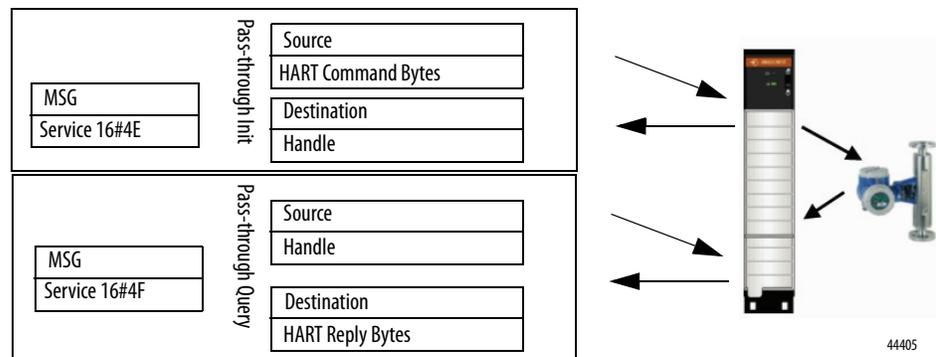 Pass-through Init
Source
HART Command Bytes
MSG
Service 16#4E
Destination
Handle
Pass-through Query
Source
Handle
MSG
Service 16#4F
Destination
HART Reply Bytes
44405